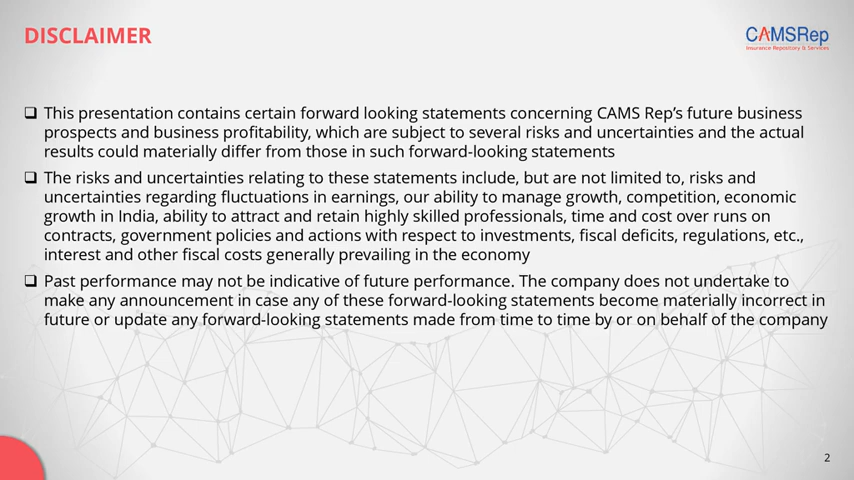 DISCLAIMER
CAMSRep
Insurance Repository & Services
This presentation contains certain forward looking statements concerning CAMS Rep’s future business
prospects and business profitability, which are subject to several risks and uncertainties and the actual
results could materially differ from those in such forward-looking statements
The risks and uncertainties relating to these statements include, but are not limited to, risks and
uncertainties regarding fluctuations in earnings, our ability to manage growth, competition, economic
growth in India, ability to attract and retain highly skilled professionals, time and cost over runs on
contracts, government policies and actions with respect to investments, fiscal deficits, regulations, etc.,
interest and other fiscal costs generally prevailing in the economy
Past performance may not be indicative of future performance. The company does not undertake to
make any announcement in case any of these forward-looking statements become materially incorrect in
future or update any forward-looking statements made from time to time by or on behalf of the company
2